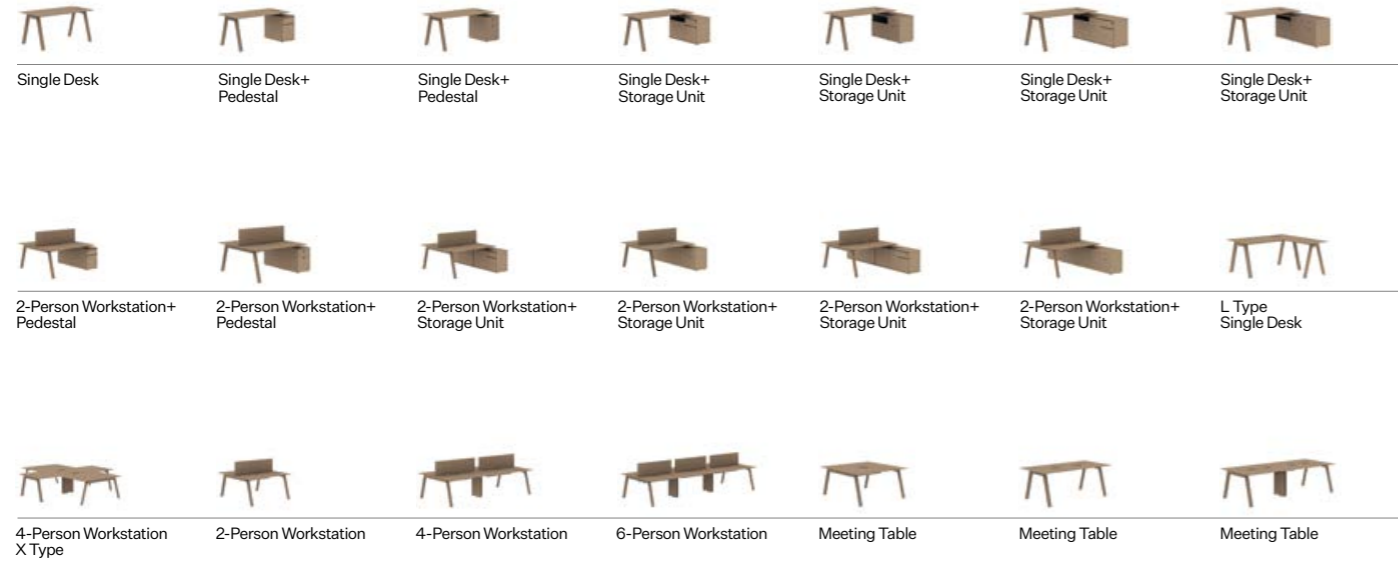 Single Desk
Single Desk+
Pedestal
Single Desk+
Pedestal
Single Desk+
Storage Unit
Single Desk+
Storage Unit
Single Desk+
Storage Unit
Single Desk+
Storage Unit
2-Person Workstation+
Pedestal
2-Person Workstation+
Pedestal
2-Person Workstation+
Storage Unit
2-Person Workstation+
Storage Unit
2-Person Workstation+
Storage Unit
2-Person Workstation+
Storage Unit
L Type
Single Desk
4-Person Workstation
X Type
2-Person Workstation
4-Person Workstation
6-Person Workstation
Meeting Table
Meeting Table
Meeting Table